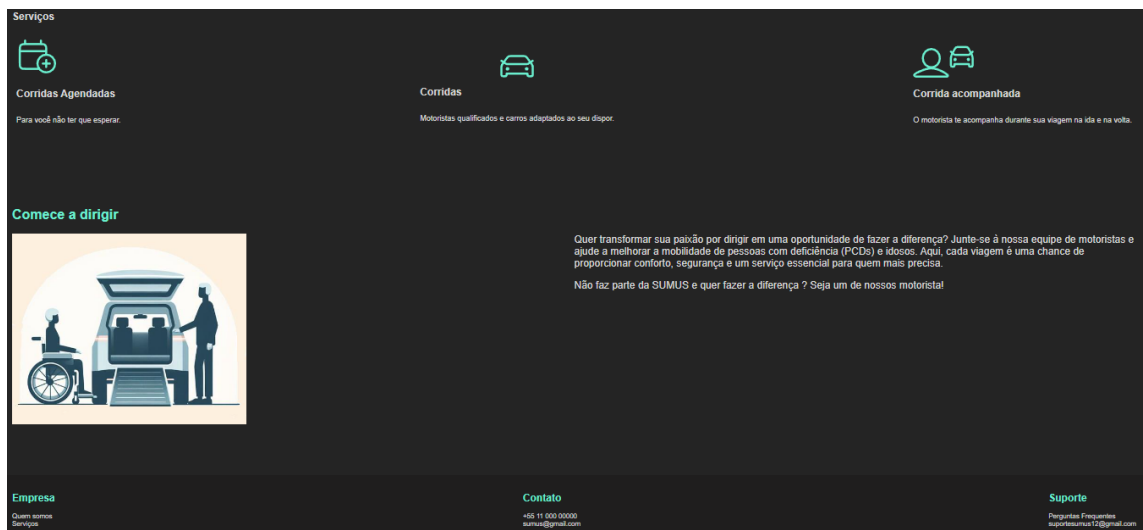 Serviços
Corridas Agendadas
Para você não ter que esperar.
Corridas
Motoristas qualificados e carros adaptados ao seu dispor.
Corrida acompanhada
O motorista te acompanha durante sua viagem na ida e na volta.
Comece a dirigir
Quer transformar sua paixão por dirigir em uma oportunidade de fazer a diferença? Junte-se à nossa equipe de motoristas e
ajude a melhorar a mobilidade de pessoas com deficiência (PCDs) e idosos. Aqui, cada viagem é uma chance de
proporcionar conforto, segurança e um serviço essencial para quem mais precisa.
Não faz parte da SUMUS e quer fazer a diferença ? Seja um de nossos motorista!
Empresa
Quem somos
Serviços
Contato
+55 11 000 00000
sumus@gmail.com
Suporte
Perguntas Frequentes
suportesumus12@gmail.com